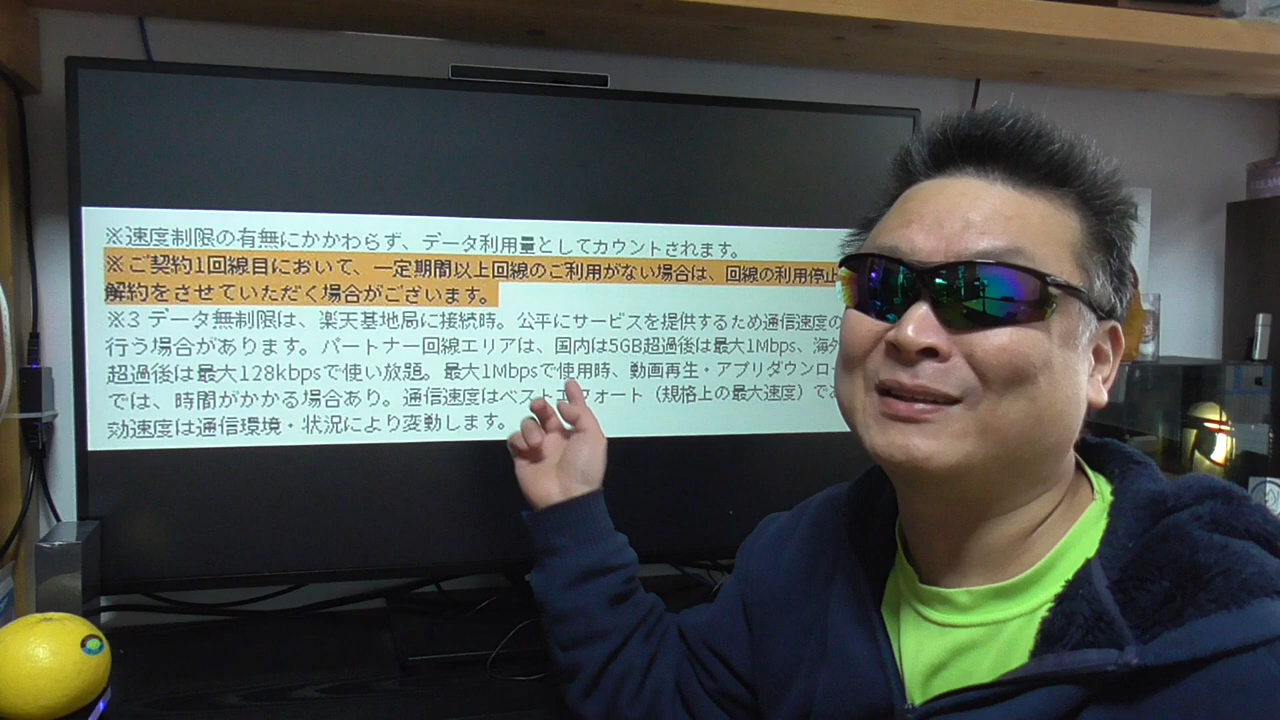 ※速度制限の有無にかかわらず、データ利用量としてカウントされます。
※ご契約1回線目において、一定期間以上回線のご利用がない場合は、回線の利用停止
解約をさせていただく場合がございます。
※3 データ無制限は、楽天基地局に接続時。公平にサービスを提供するため通信速度の
行う場合があります。パートナー回線エリアは、国内は5GB超過後は最大1Mbps、海外
超過後は最大128kbpsで使い放題。最大1Mbpsで使用時、動画再生・アプリダウンロー
では、時間がかかる場合あり。通信速度はベストエフォート（規格上の最大速度）であ
効速度は通信環境・状況により変動します。